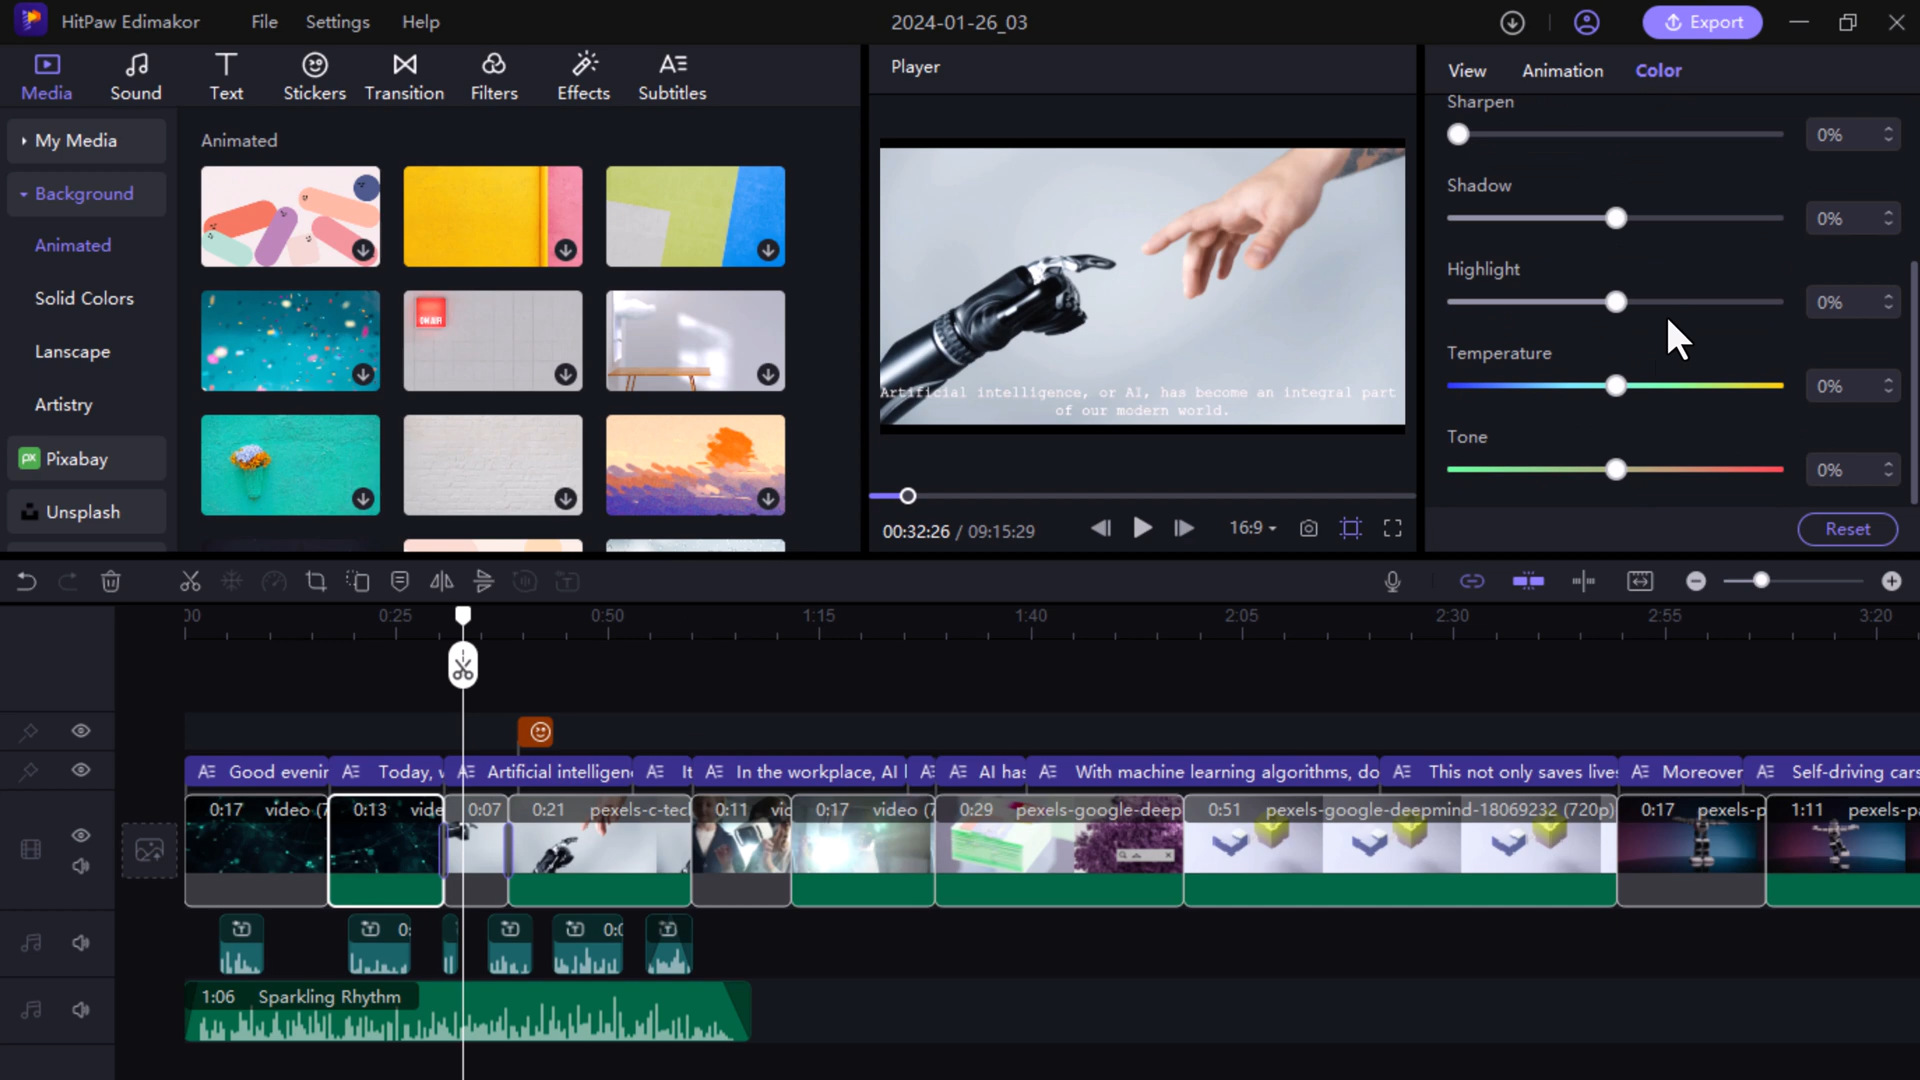 HitPaw Edimakor
File
Settings
Help
2024-01-26_03
Export
Media
Sound
Text
Stickers
Transition
Filters
Effects
Subtitles
Player
View
Animation
Color
My Media
Background
Animated
Solid Colors
Lanscape
Artistry
Pixabay
Unsplash
Animated
ON AIR
Artificial intelligence, or AI, has become an integral part
of our modern world.
00:32:26 / 09:15:29
16:9
Sharpen
0%
Shadow
0%
Highlight
0%
Temperature
0%
Tone
0%
Reset
00
0:25
0:50
1:15
1:40
2:05
2:30
2:55
3:20
Good evenir
Today, w
Artificial intelligen
It
In the workplace, AI
AI has
With machine learning algorithms, do
This not only saves live
Moreover
Self-driving cars
0:17 video (7
0:13 vide
0:07
0:21 pexels-c-tec
0:11 vid
0:17 video (7
0:29 pexels-google-deep
0:51 pexels-google-deepmind-18069232 (720p)
0:17 pexels-p
1:11 pexels-pa
1:06 Sparkling Rhythm